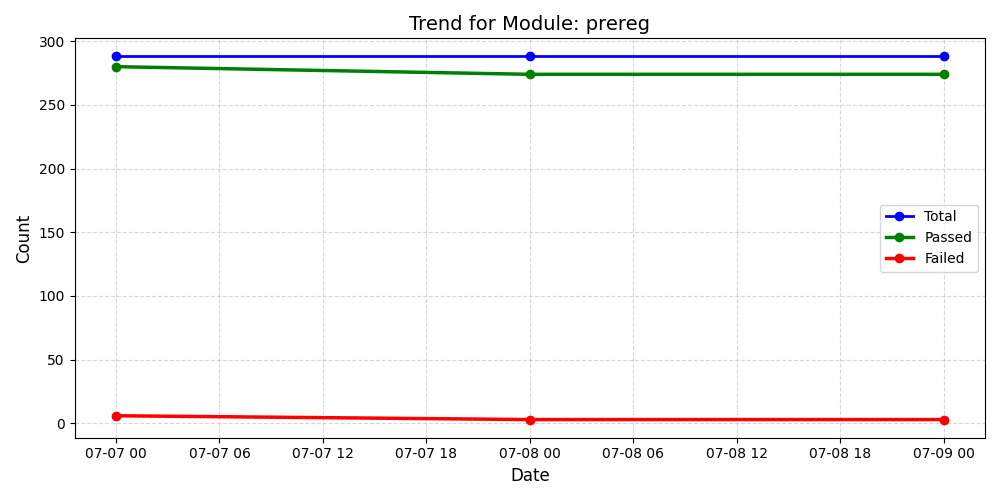 Trend for Module: prereg
Count
300
250
200
150
100
50
0
Total
Passed
Failed
07-07 00 07-07 06 07-07 12 07-07 18 07-08 00 07-08 06 07-08 12 07-08 18 07-09 00
Date